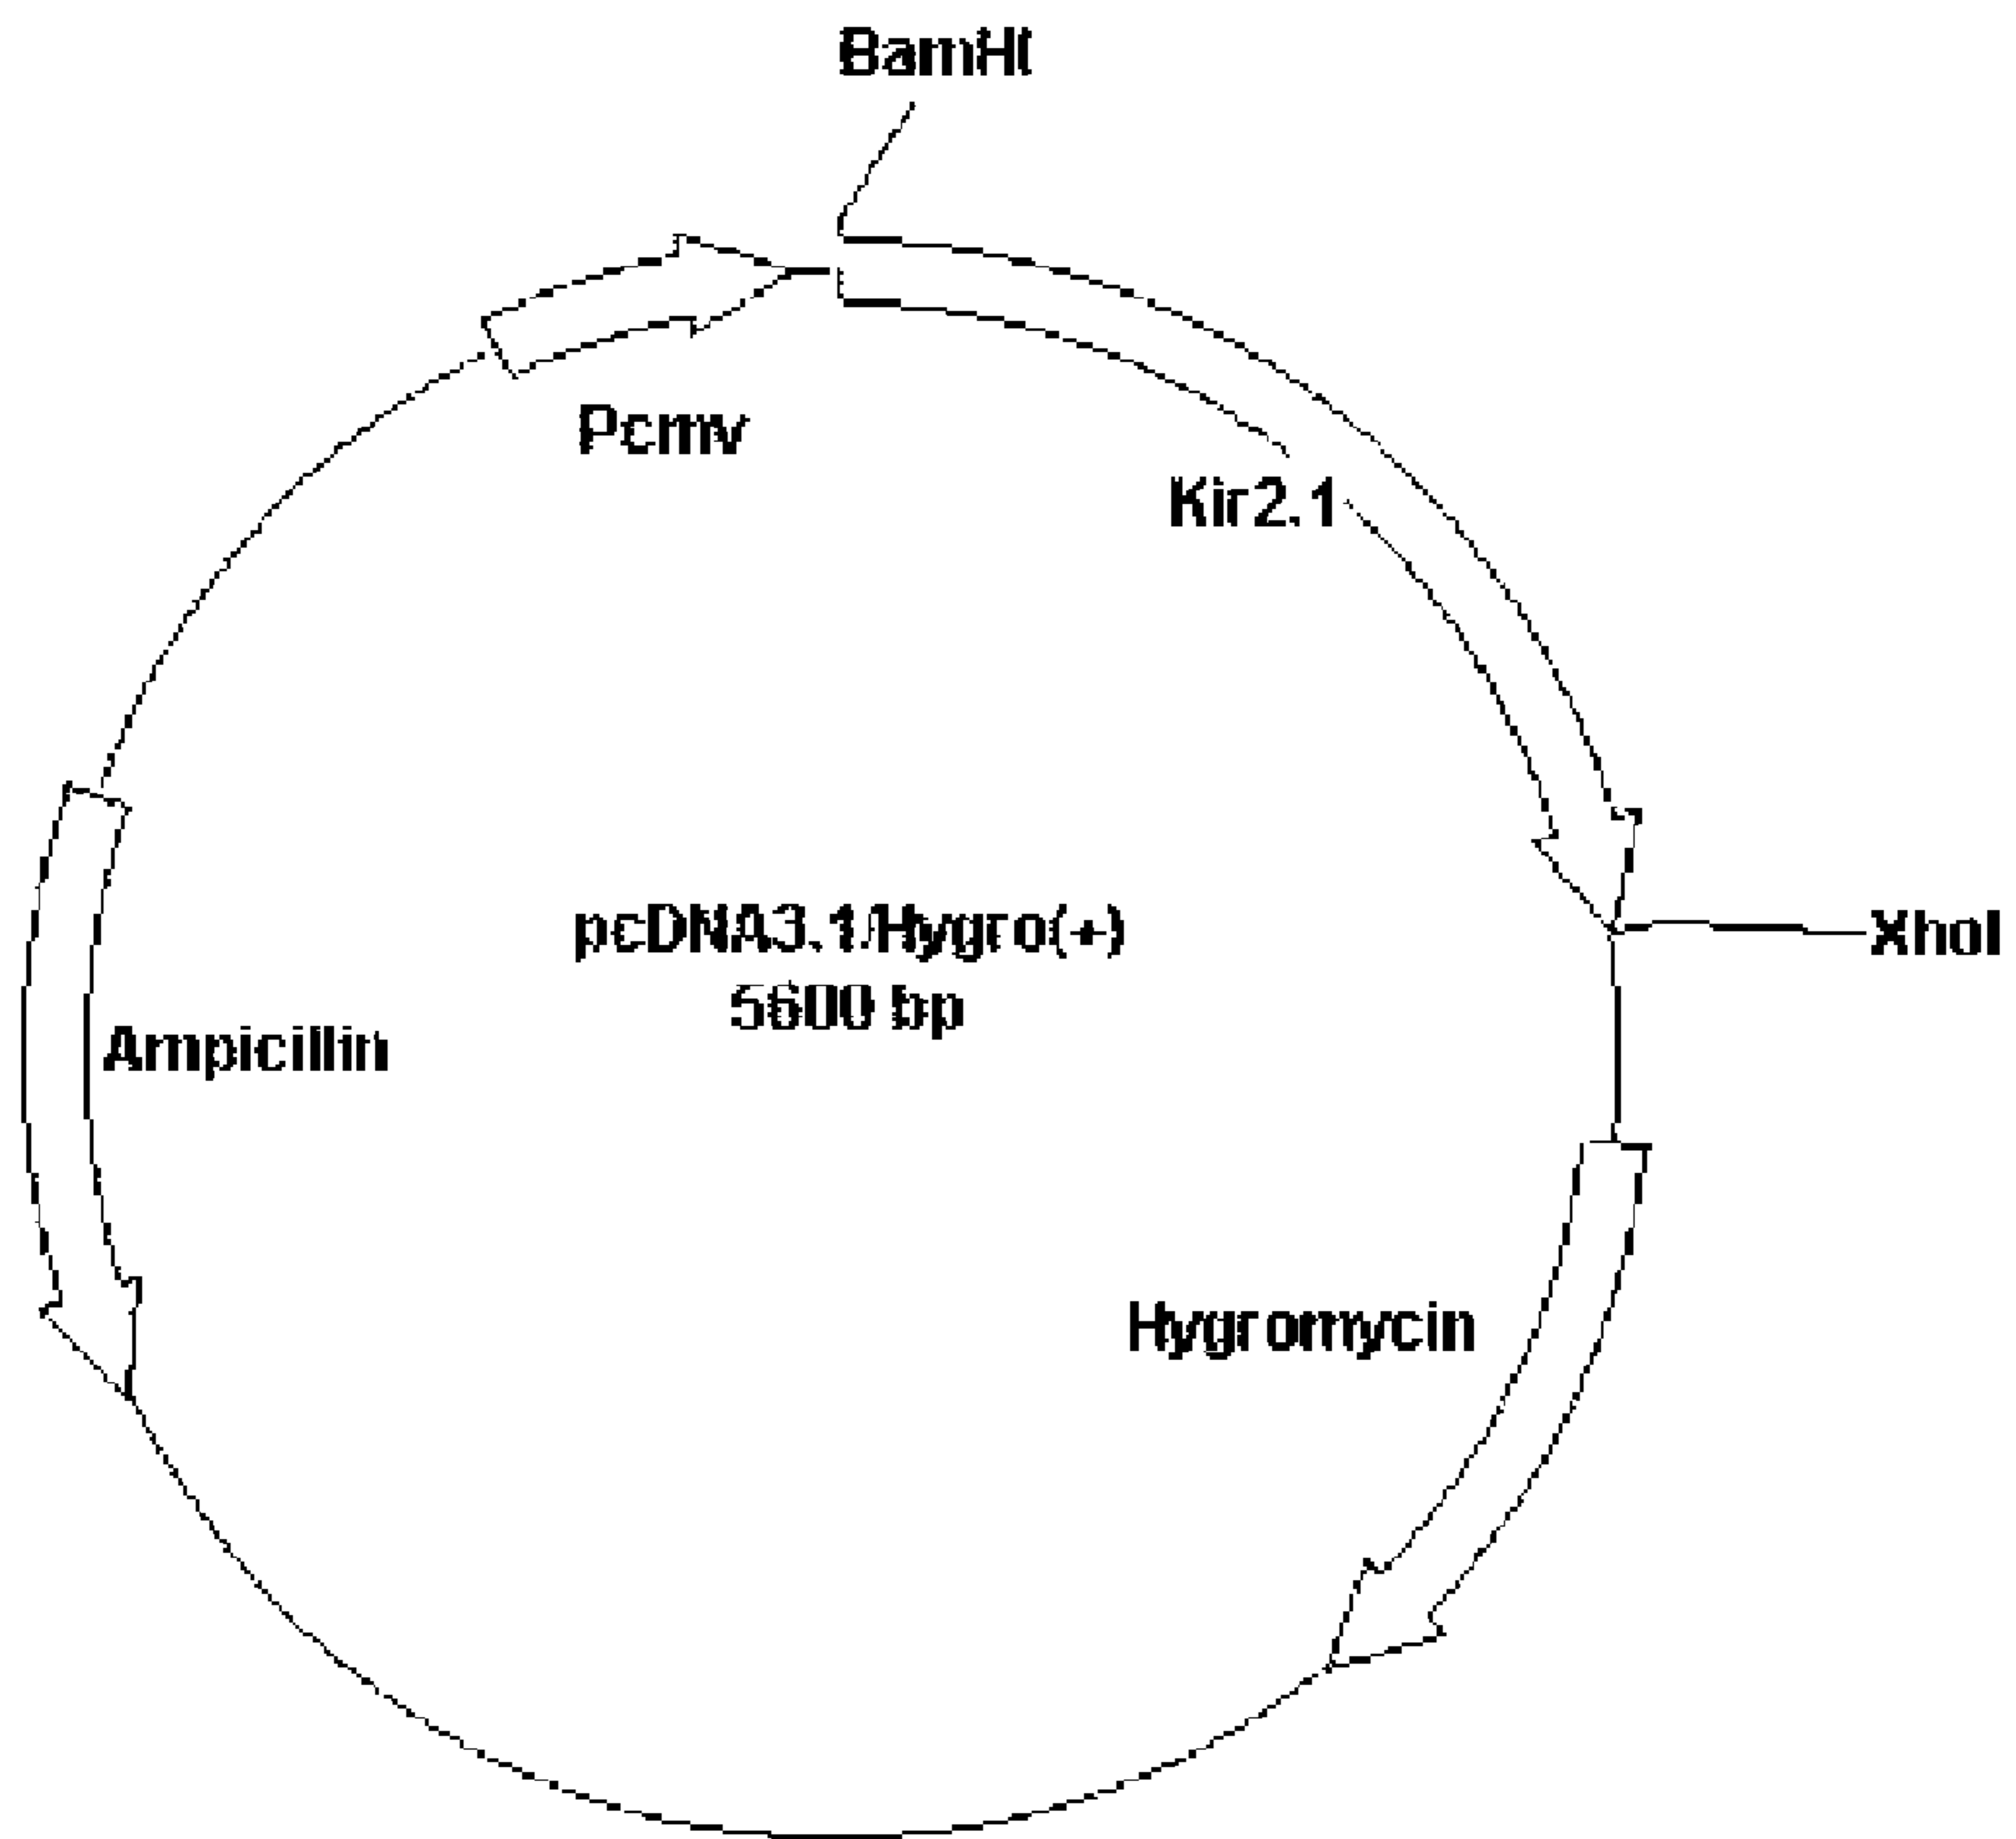 BamHI
Pcmv
Kir2.1
pcDNA3.1/Hygro(+)
5600 bp
XhoI
Ampicillin
Hygromycin